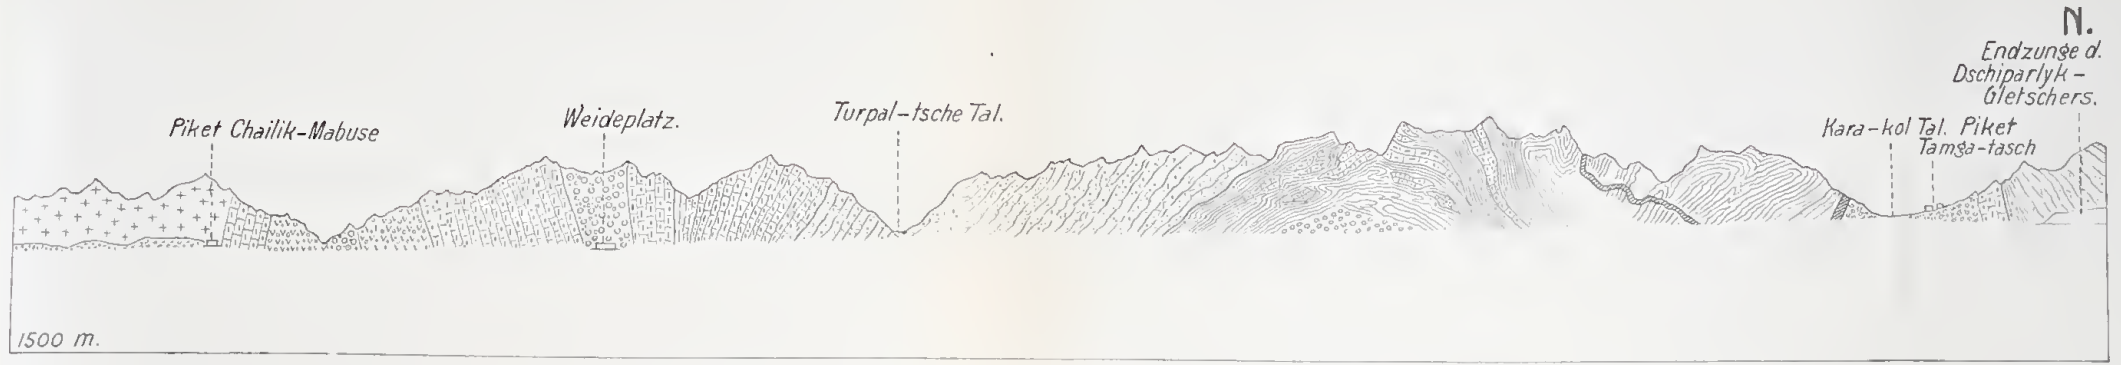 N.
Endzunge d.
Dschiparlyk-
Gletschers.
Piket Chailik-Mabuse
Weideplatz.
Turpal-tsche Tal.
Kara-kol Tal. Piket
Tamga-tasch
1500 m.